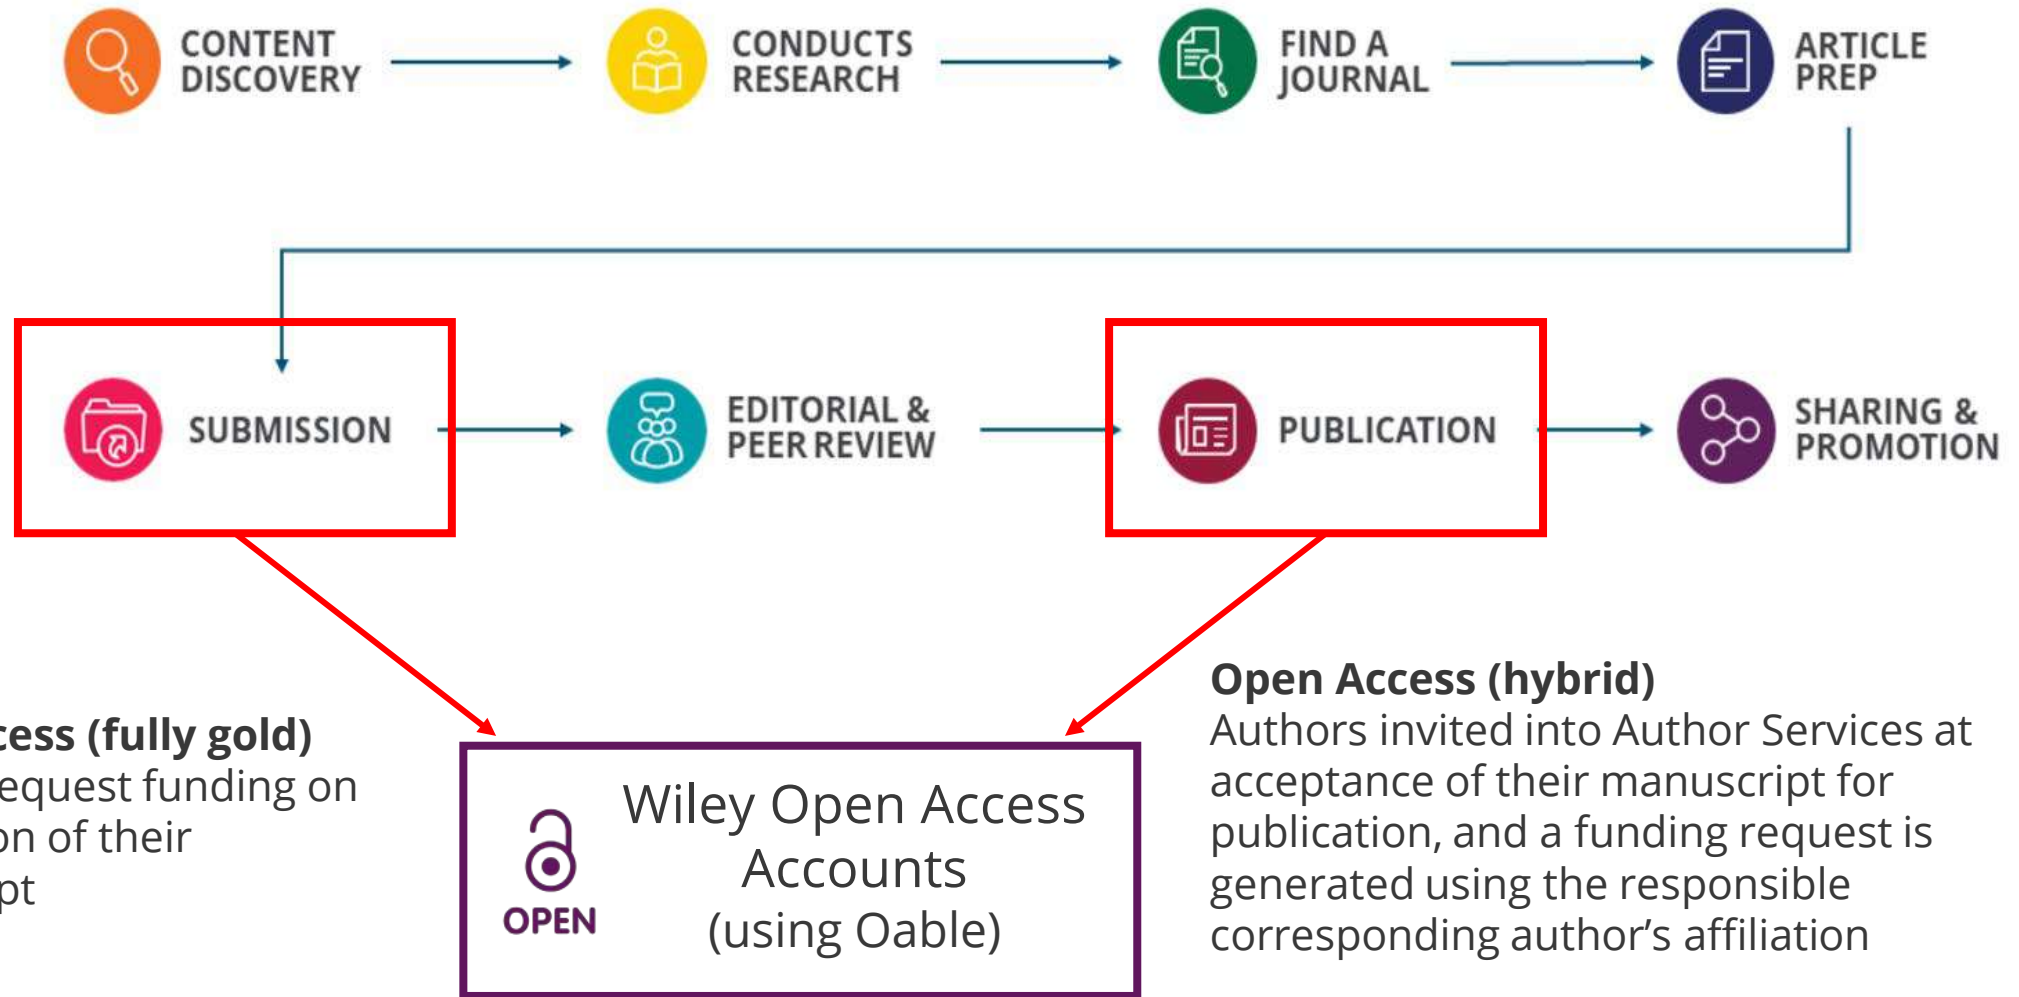 CONTENT
DISCOVERY
CONDUCTS
RESEARCH
FIND A
JOURNAL
ARTICLE
PREP
SUBMISSION
EDITORIAL &
PEER REVIEW
PUBLICATION
SHARING &
PROMOTION
cess (fully gold)
equest funding on
on of their
pt
OPEN
Wiley Open Access
Accounts
(using Oable)
Open Access (hybrid)
Authors invited into Author Services at
acceptance of their manuscript for
publication, and a funding request is
generated using the responsible
corresponding author’s affiliation